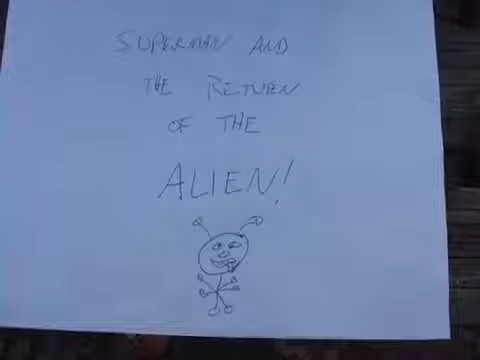 SUPERMAN AND
THE RETURN
OF THE
ALIEN!